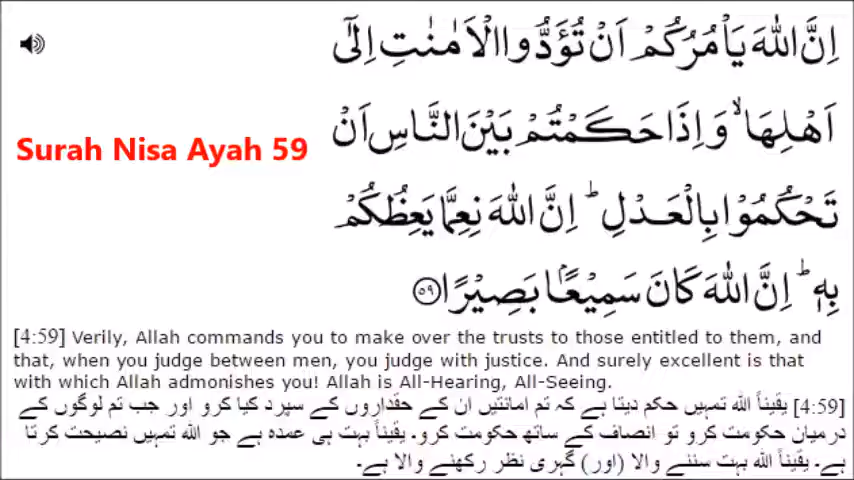 اِنَّ اللّٰهَ يَاْمُرُكُمْ اَنْ تُؤَدُّوا الْاَمٰنٰتِ اِلٰٓى
اَهْلِهَا ۙ وَاِذَا حَكَمْتُمْ بَيْنَ النَّاسِ اَنْ
Surah Nisa Ayah 59
تَحْكُمُوْا بِالْعَدْلِ ؕ اِنَّ اللّٰهَ نِعِمَّا يَعِظُكُمْ
بِهٖ ؕ اِنَّ اللّٰهَ كَانَ سَمِيْعًۢا بَصِيْرًا ﴿۵۹﴾
[4:59] Verily, Allah commands you to make over the trusts to those entitled to them, and
that, when you judge between men, you judge with justice. And surely excellent is that
with which Allah admonishes you! Allah is All-Hearing, All-Seeing.
[4:59] یقیناً اللہ تمہیں حکم دیتا ہے کہ تم امانتیں ان کے حقداروں کے سپرد کیا کرو اور جب تم لوگوں کے
درمیان حکومت کرو تو انصاف کے ساتھ حکومت کرو۔ یقیناً بہت ہی عمدہ ہے جو اللہ تمہیں نصیحت کرتا
ہے۔ یقیناً اللہ بہت سننے والا (اور) گہری نظر رکھنے والا ہے۔